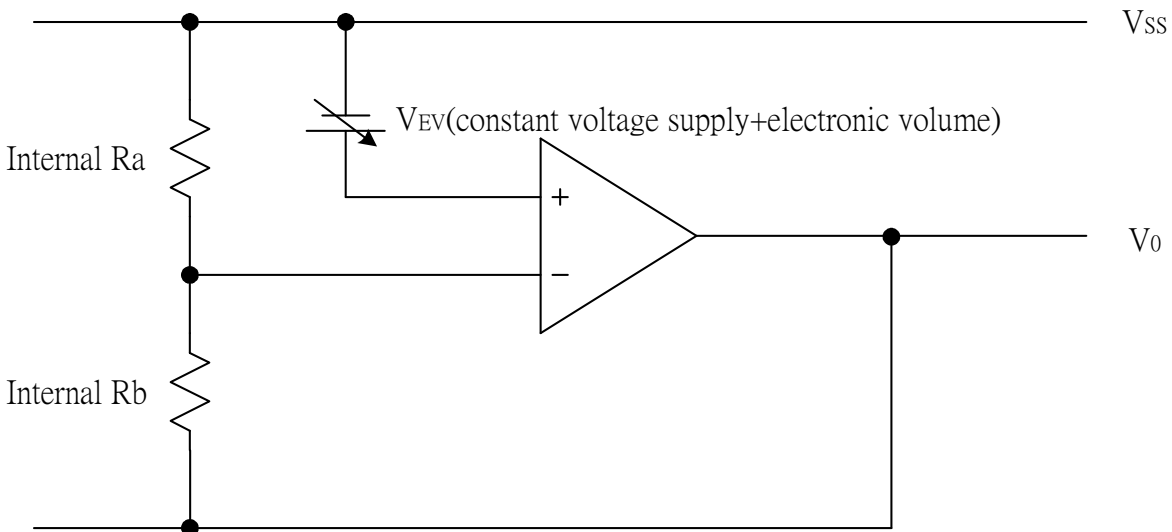 VSS
VEV(constant voltage supply+electronic volume)
Internal Ra
+
V0
−
Internal Rb